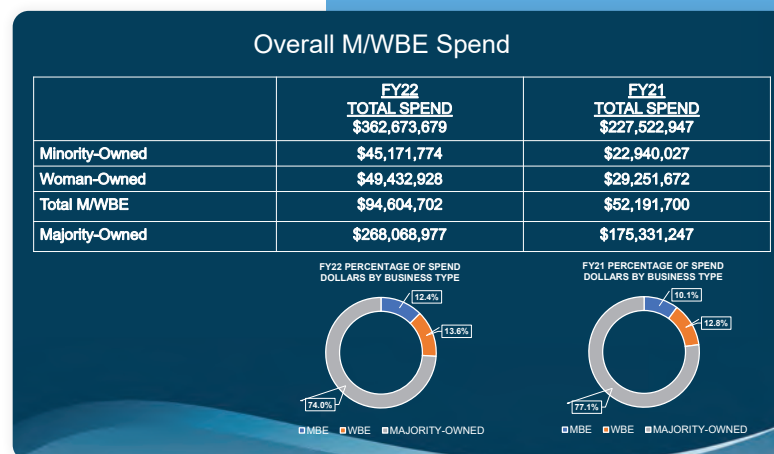 Overall M/WBE Spend
FY22
TOTAL SPEND
$362,673,679
FY21
TOTAL SPEND
$227,522,947
Minority-Owned $45,171,774 $22,940,027
Woman-Owned $49,432,928 $29,251,672
Total M/WBE $94,604,702 $52,191,700
Majority-Owned $268,068,977 $175,331,247
FY22 PERCENTAGE OF SPEND
DOLLARS BY BUSINESS TYPE
12.4%
13.6%
74.0%
MBE WBE MAJORITY-OWNED
FY21 PERCENTAGE OF SPEND
DOLLARS BY BUSINESS TYPE
10.1%
12.8%
77.1%
MBE WBE MAJORITY-OWNED